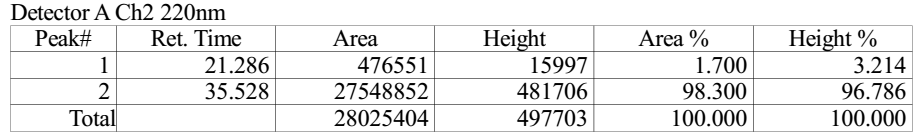 Detector A Ch2 220nm
Peak# Ret. Time Area Height Area % Height %
1 21.286 476551 15997 1.700 3.214
2 35.528 27548852 481706 98.300 96.786
Total 28025404 497703 100.000 100.000